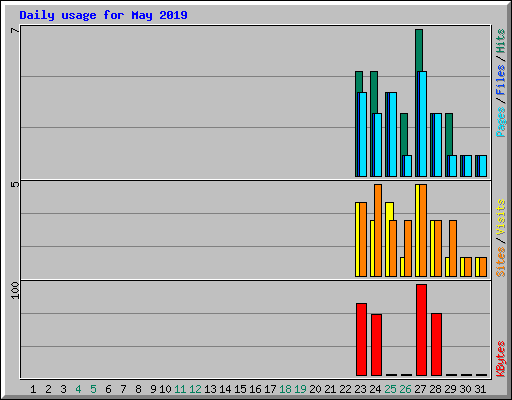 Daily usage for May 2019
7
Pages / Files / Hits
5
Sites / Visits
100
KBytes
1 2 3 4 5 6 7 8 9 10 11 12 13 14 15 16 17 18 19 20 21 22 23 24 25 26 27 28 29 30 31